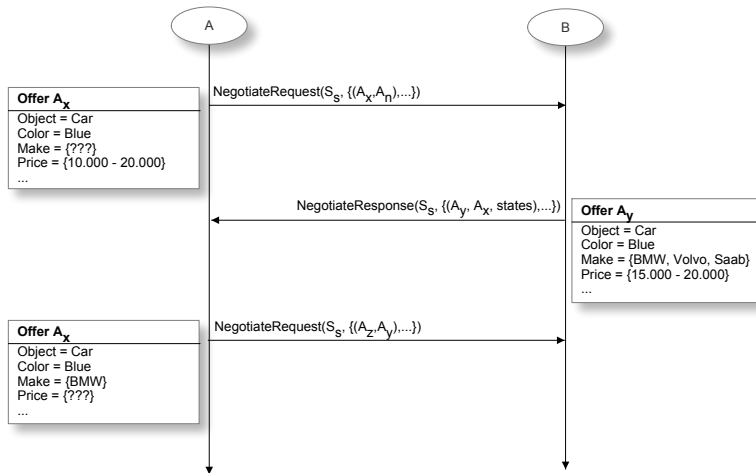 A
B
NegotiateRequest(Ss, {(Ax,An),...})
Offer Ax
Object = Car
Color = Blue
Make = {???}
Price = {10.000 - 20.000}
...
NegotiateResponse(Ss, {(Ay, Ax, states),...})
Offer Ay
Object = Car
Color = Blue
Make = {BMW, Volvo, Saab}
Price = {15.000 - 20.000}
...
NegotiateRequest(Ss, {(Az,Ay),...})
Offer Ax
Object = Car
Color = Blue
Make = {BMW}
Price = {???}
...